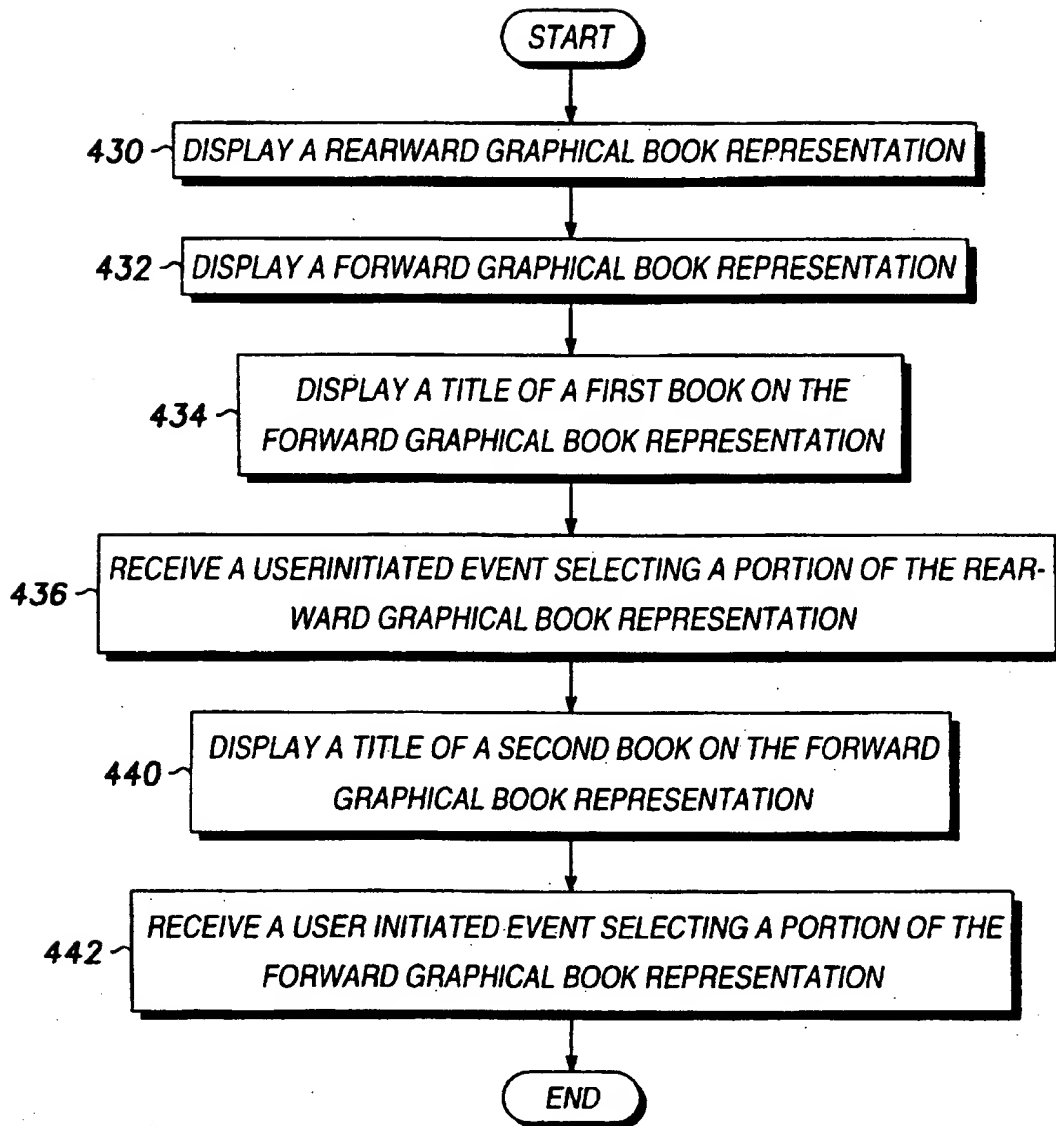 START
430 DISPLAY A REARWARD GRAPHICAL BOOK REPRESENTATION
432 DISPLAY A FORWARD GRAPHICAL BOOK REPRESENTATION
DISPLAY A TITLE OF A FIRST BOOK ON THE
434
FORWARD GRAPHICAL BOOK REPRESENTATION
RECEIVE A USERINITIATED EVENT SELECTING A PORTION OF THE REAR-
436
WARD GRAPHICAL BOOK REPRESENTATION
DISPLAY A TITLE OF A SECOND BOOK ON THE FORWARD
440
GRAPHICAL BOOK REPRESENTATION
RECEIVE A USER INITIATED EVENT SELECTING A PORTION OF THE
442
FORWARD GRAPHICAL BOOK REPRESENTATION
END